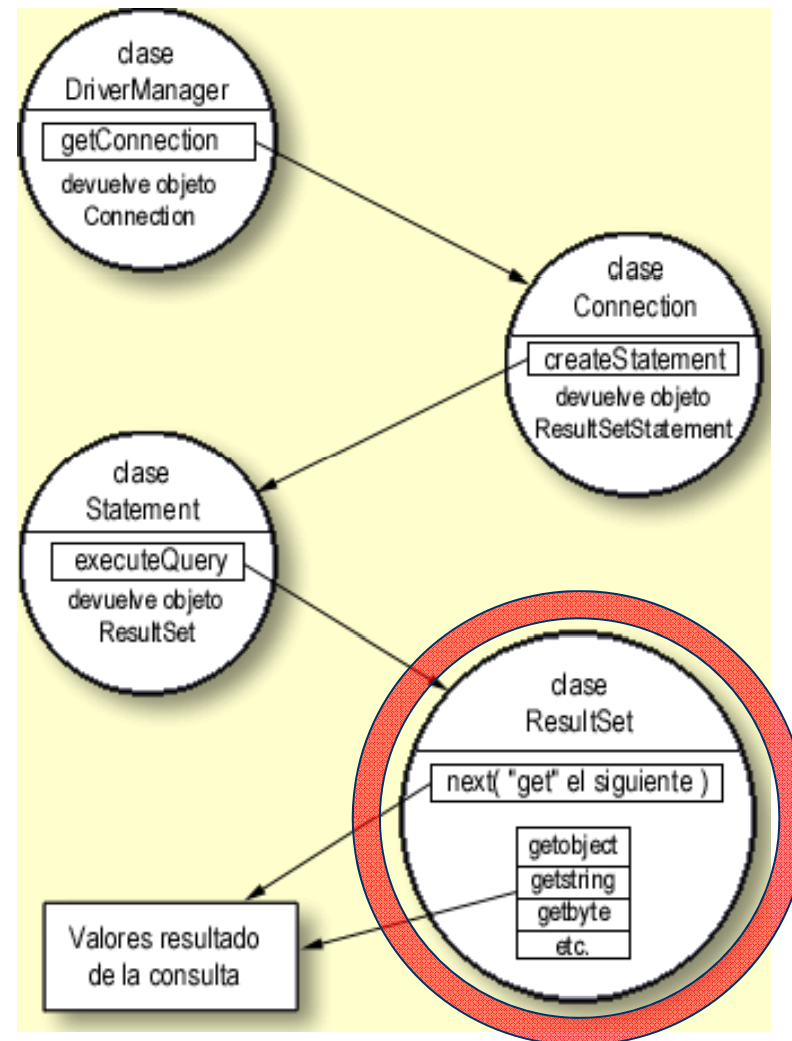 clase
DriverManager
getConnection
devuelve objeto
Connection
clase
Connection
createStatement
devuelve objeto
ResultSetStatement
clase
Statement
executeQuery
devuelve objeto
ResultSet
clase
ResultSet
next( "get" el siguiente )
getobject
getstring
getbyte
etc.
Valores resultado
de la consulta